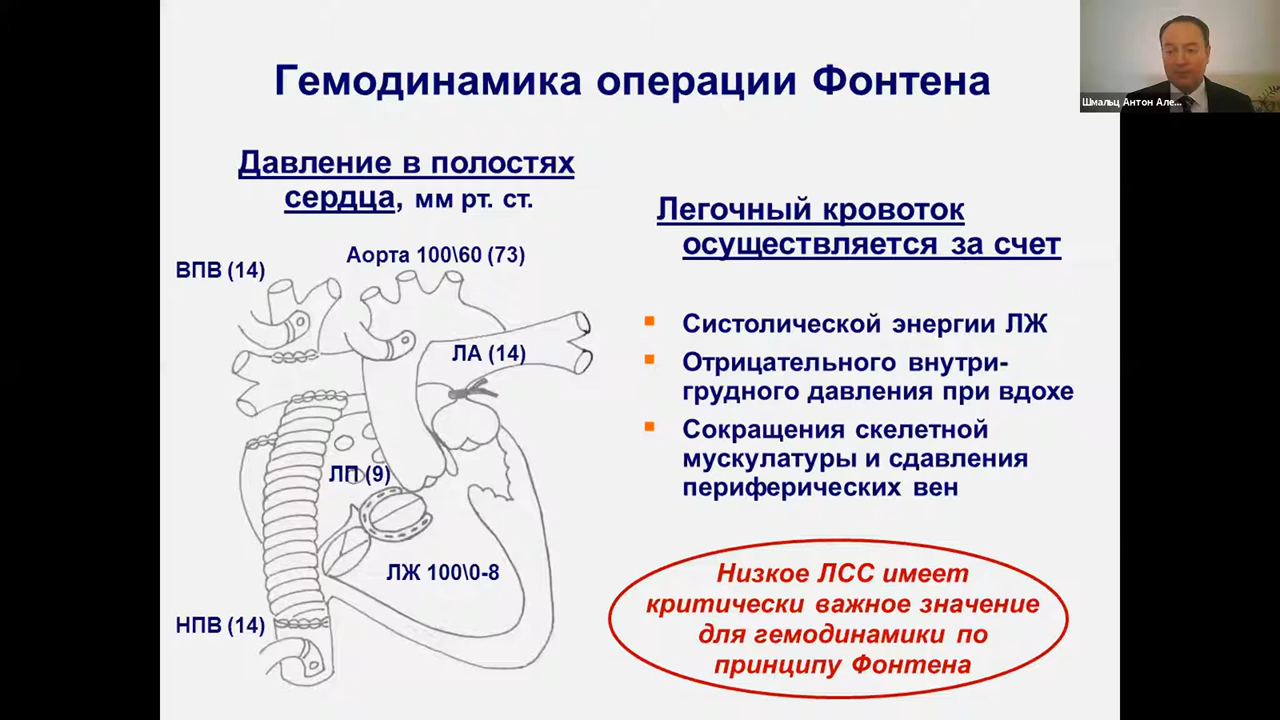 Гемодинамика операции Фонтена
Шмальц Антон Але...
Давление в полостях
сердца, мм рт. ст.
ВПВ (14)
Аорта 100\60 (73)
ЛА (14)
ЛП (9)
ЛЖ 100\0-8
НПВ (14)
Легочный кровоток
осуществляется за счет
Систолической энергии ЛЖ
Отрицательного внутри-
грудного давления при вдохе
Сокращения скелетной
мускулатуры и сдавления
периферических вен
Низкое ЛСС имеет
критически важное значение
для гемодинамики по
принципу Фонтена